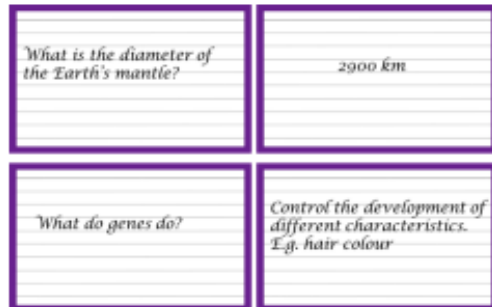 What is the diameter of
the Earth's mantle?
2900 km
What do genes do?
Control the development of
different characteristics.
E.g. hair colour